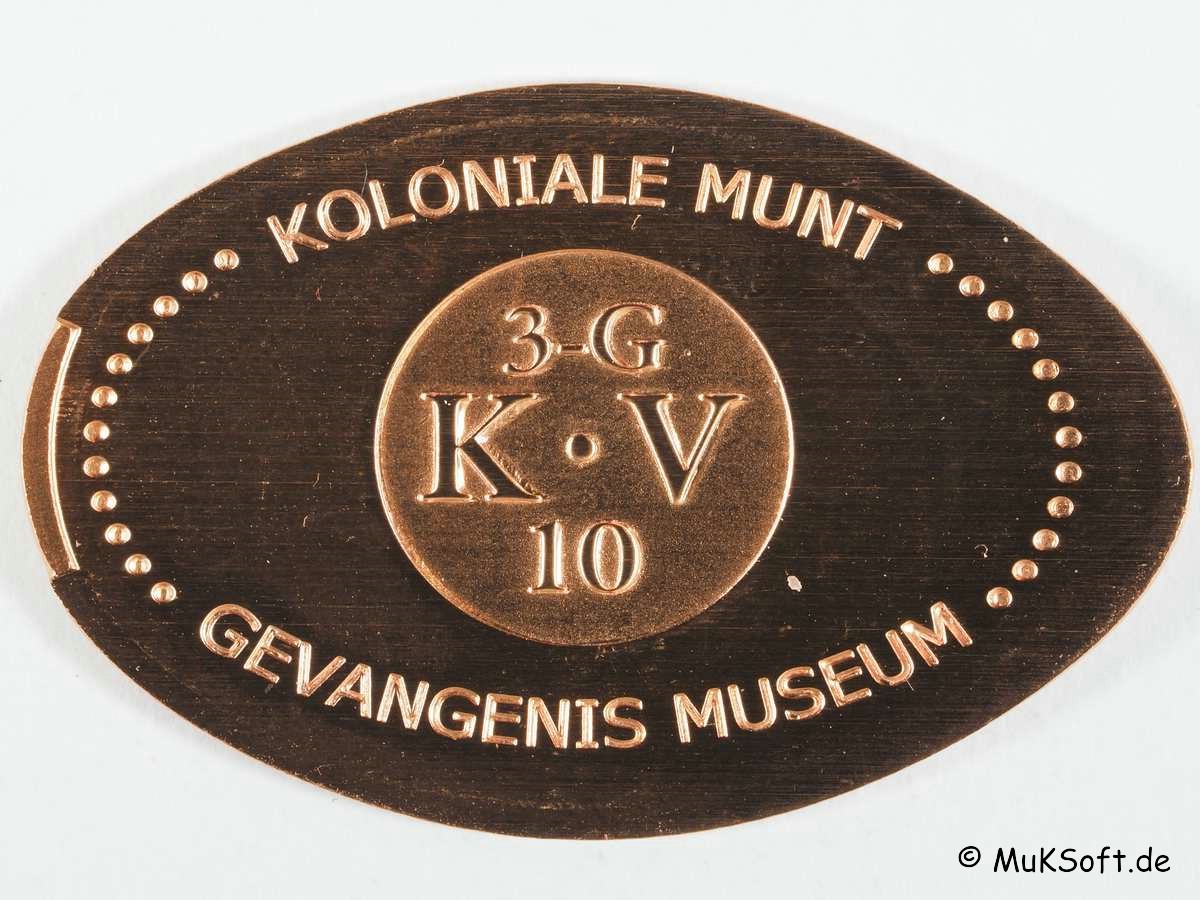 KOLONIALE MUNT
3-G
K·V
10
GEVANGENIS MUSEUM
© MuKSoft.de